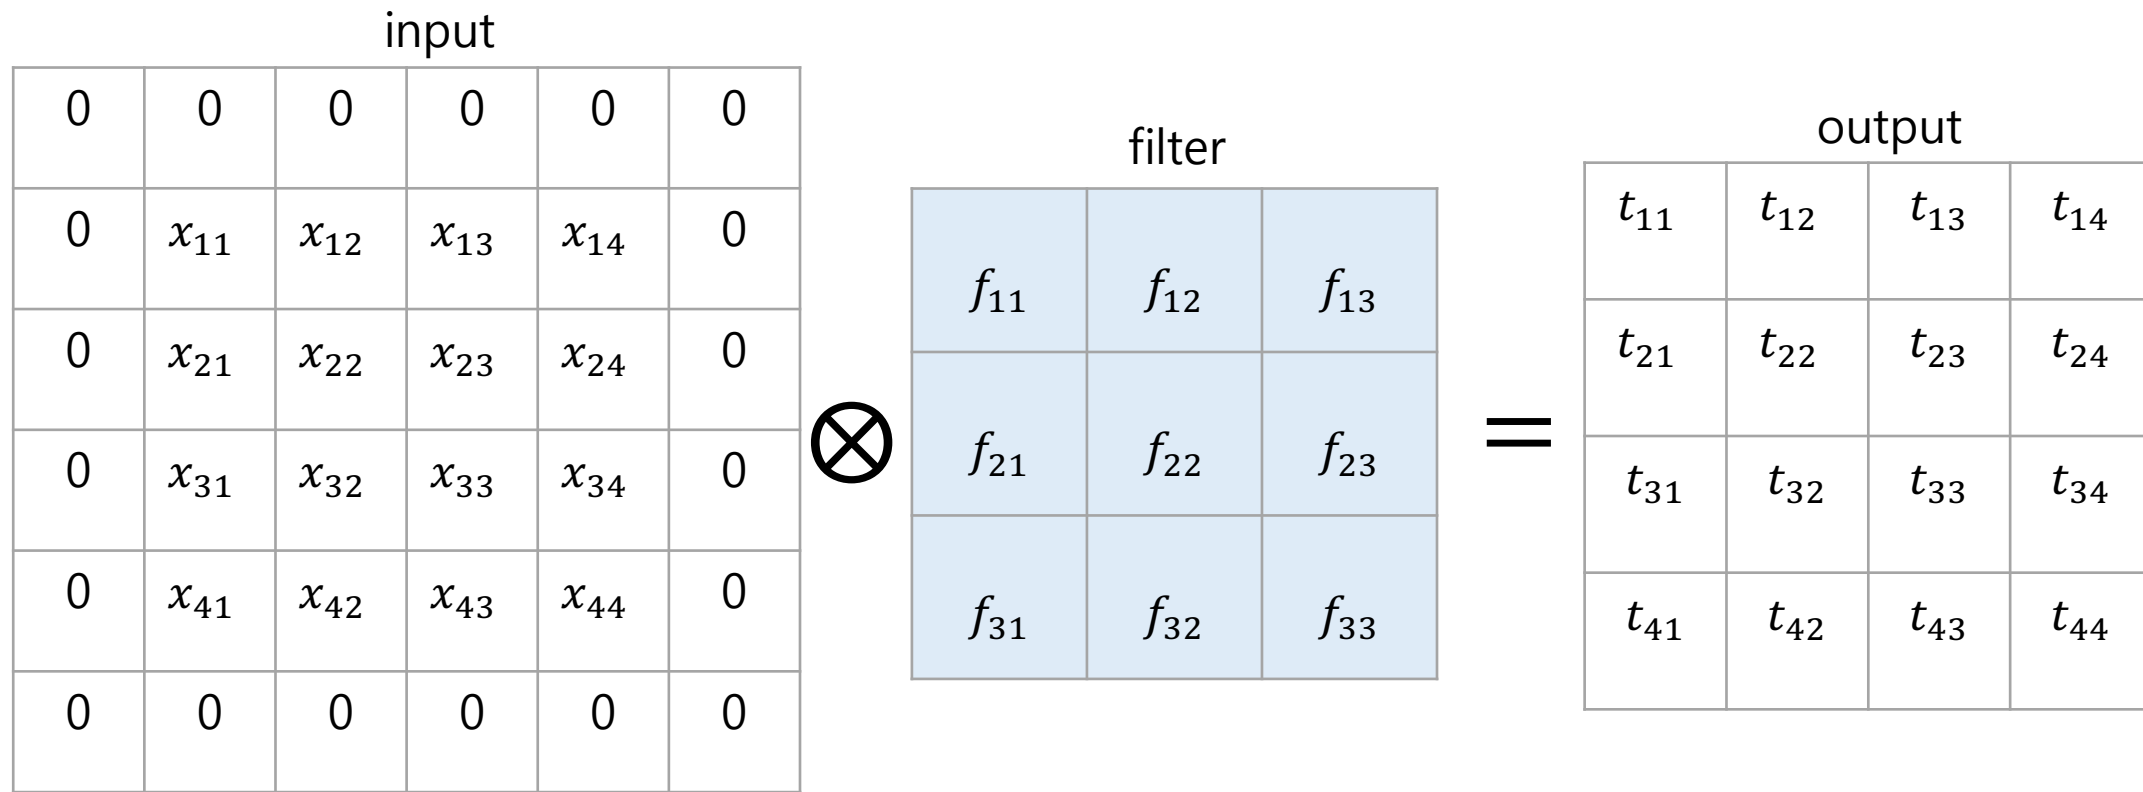 input
0 0 0 0 0 0
0 x₁₁ x₁₂ x₁₃ x₁₄ 0
0 x₂₁ x₂₂ x₂₃ x₂₄ 0
0 x₃₁ x₃₂ x₃₃ x₃₄ 0
0 x₄₁ x₄₂ x₄₃ x₄₄ 0
0 0 0 0 0 0
⊗
filter
f₁₁ f₁₂ f₁₃
f₂₁ f₂₂ f₂₃
f₃₁ f₃₂ f₃₃
=
output
t₁₁ t₁₂ t₁₃ t₁₄
t₂₁ t₂₂ t₂₃ t₂₄
t₃₁ t₃₂ t₃₃ t₃₄
t₄₁ t₄₂ t₄₃ t₄₄